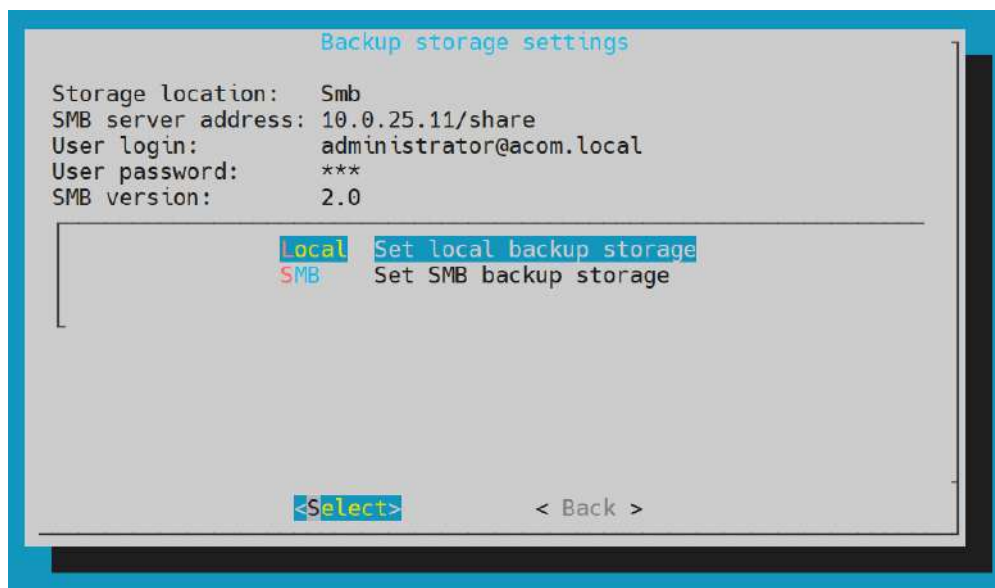 Backup storage settings
Storage location: Smb
SMB server address: 10.0.25.11/share
User login: administrator@acom.local
User password: ***
SMB version: 2.0
Local Set local backup storage
SMB Set SMB backup storage
<Select> < Back >